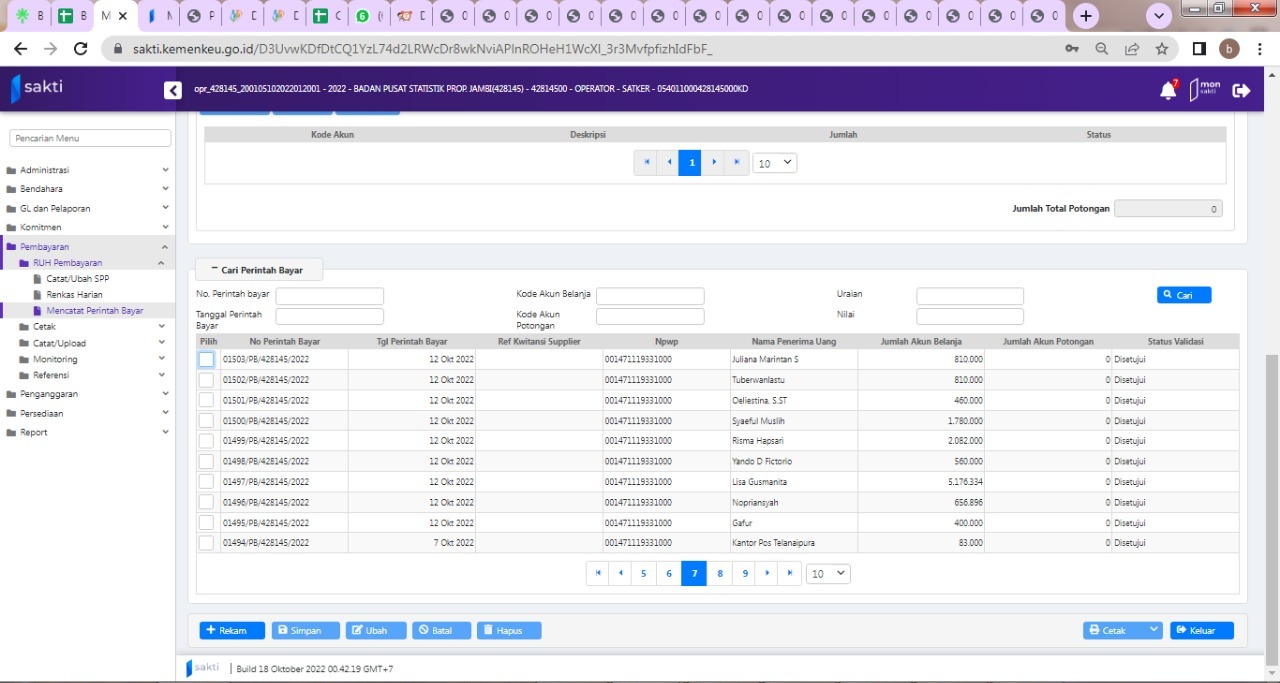 B B M N P D D C ( D
sakti.kemenkeu.go.id/D3UvwKDfDtCQ1YzL74d2LRWcDr8wkNviAPlnROHeH1WcXI_3r3MvfpfizhIdFbF_
b
sakti
opr_428145_200105102022012001 - 2022 - BADAN PUSAT STATISTIK PROP JAMBI(428145) - 42814500 - OPERATOR - SATKER - 054011000428145000KD
7
mon sakti
Kode Akun Deskripsi Jumlah Status
1 10
Jumlah Total Potongan 0
Pencarian Menu
Administrasi
Bendahara
GL dan Pelaporan
Komitmen
Pembayaran
RUH Pembayaran
Catat/Ubah SPP
Renkas Harian
Mencatat Perintah Bayar
Cetak
Catat/Upload
Monitoring
Referensi
Penganggaran
Persediaan
Report
Cari Perintah Bayar
No. Perintah bayar Kode Akun Belanja Uraian Cari
Tanggal Perintah Bayar Kode Akun Potongan Nilai
Pilih No Perintah Bayar Tgl Perintah Bayar Ref Kwitansi Supplier Npwp Nama Penerima Uang Jumlah Akun Belanja Jumlah Akun Potongan Status Validasi
01503/PB/428145/2022 12 Okt 2022 001471119331000 Juliana Marintan S 810.000 0 Disetujui
01502/PB/428145/2022 12 Okt 2022 001471119331000 Tuberwanlastu 810.000 0 Disetujui
01501/PB/428145/2022 12 Okt 2022 001471119331000 Oeliestina, S.ST 460.000 0 Disetujui
01500/PB/428145/2022 12 Okt 2022 001471119331000 Syaeful Muslih 1.780.000 0 Disetujui
01499/PB/428145/2022 12 Okt 2022 001471119331000 Risma Hapsari 2.082.000 0 Disetujui
01498/PB/428145/2022 12 Okt 2022 001471119331000 Yando D Fictorio 560.000 0 Disetujui
01497/PB/428145/2022 12 Okt 2022 001471119331000 Lisa Gusmanita 5.176.334 0 Disetujui
01496/PB/428145/2022 12 Okt 2022 001471119331000 Nopriansyah 656.896 0 Disetujui
01495/PB/428145/2022 12 Okt 2022 001471119331000 Gafur 400.000 0 Disetujui
01494/PB/428145/2022 7 Okt 2022 001471119331000 Kantor Pos Telanaipura 83.000 0 Disetujui
5 6 7 8 9 10
Rekam Simpan Ubah Batal Hapus Cetak Keluar
sakti | Build 18 Oktober 2022 00.42.19 GMT+7